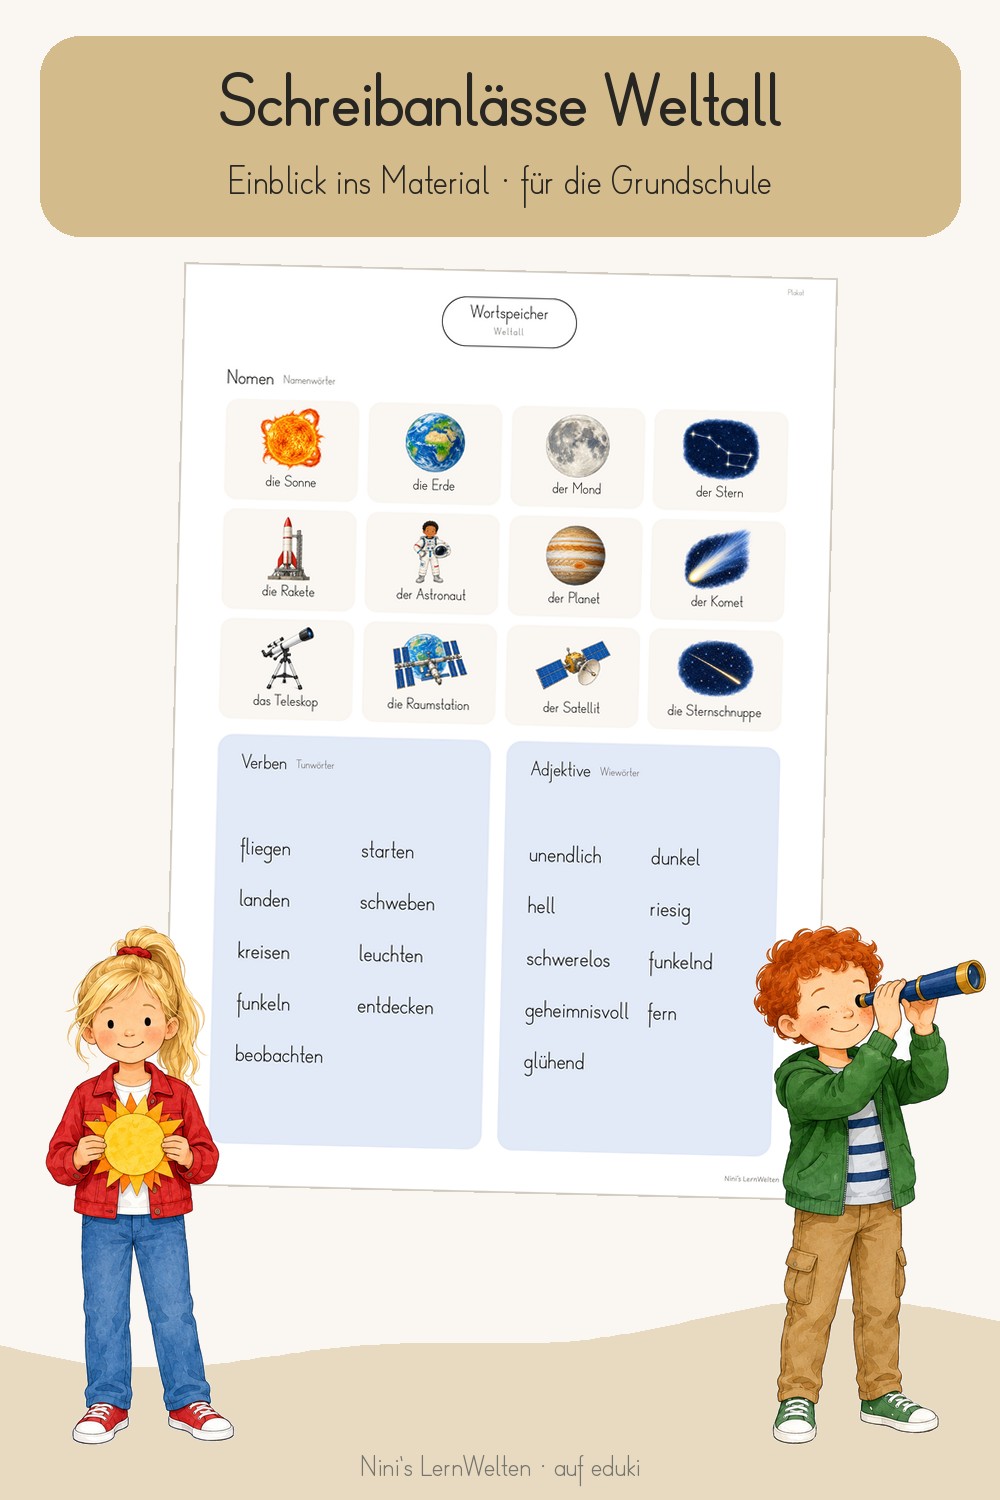 Schreibanlässe Weltall
Einblick ins Material · für die Grundschule
Plakat
Wortspeicher
Weltall
Nomen Namenwörter
die Sonne die Erde der Mond der Stern
die Rakete der Astronaut der Planet der Komet
das Teleskop die Raumstation der Satellit die Sternschnuppe
Verben Tunwörter
fliegen starten
landen schweben
kreisen leuchten
funkeln entdecken
beobachten
Adjektive Wiewörter
unendlich dunkel
hell riesig
schwerelos funkelnd
geheimnisvoll fern
glühend
Nini's LernWelten
Nini's LernWelten · auf eduki